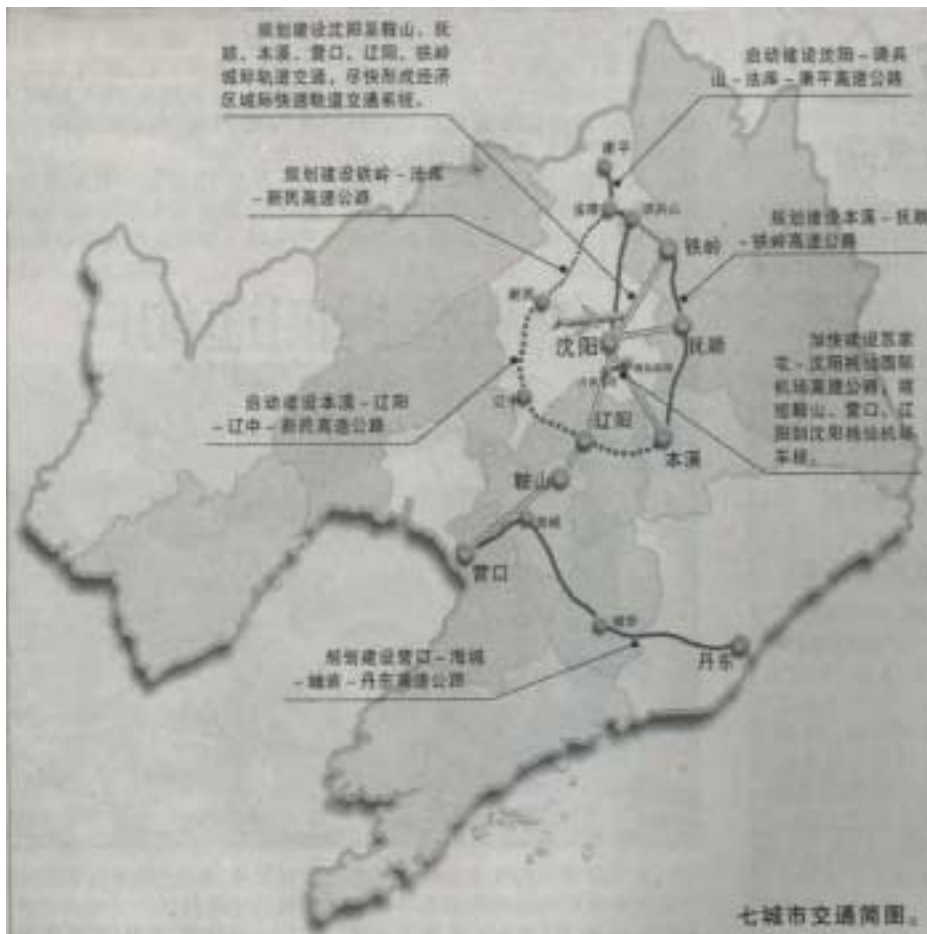 规划建设沈阳至鞍山、抚
顺、本溪、营口、辽阳、铁岭
城际轨道交通，尽快形成经济
区城际快速轨道交通系统。
启动建设沈阳－调兵
山－法库－康平高速公路
规划建设铁岭－法库
－新民高速公路
康平
法库
调兵山
规划建设本溪－抚顺
－铁岭高速公路
铁岭
新民
沈阳
抚顺
加快建设苏家
屯－沈阳桃仙国际
机场高速公路，增
阳到沈阳桃仙机场
启动建设本溪－辽阳
－辽中－新民高速公路
辽中
辽阳
本溪
鞍山
海城
营口
规划建设营口－海城
－岫岩－丹东高速公路
岫岩
丹东
七城市交通简图。